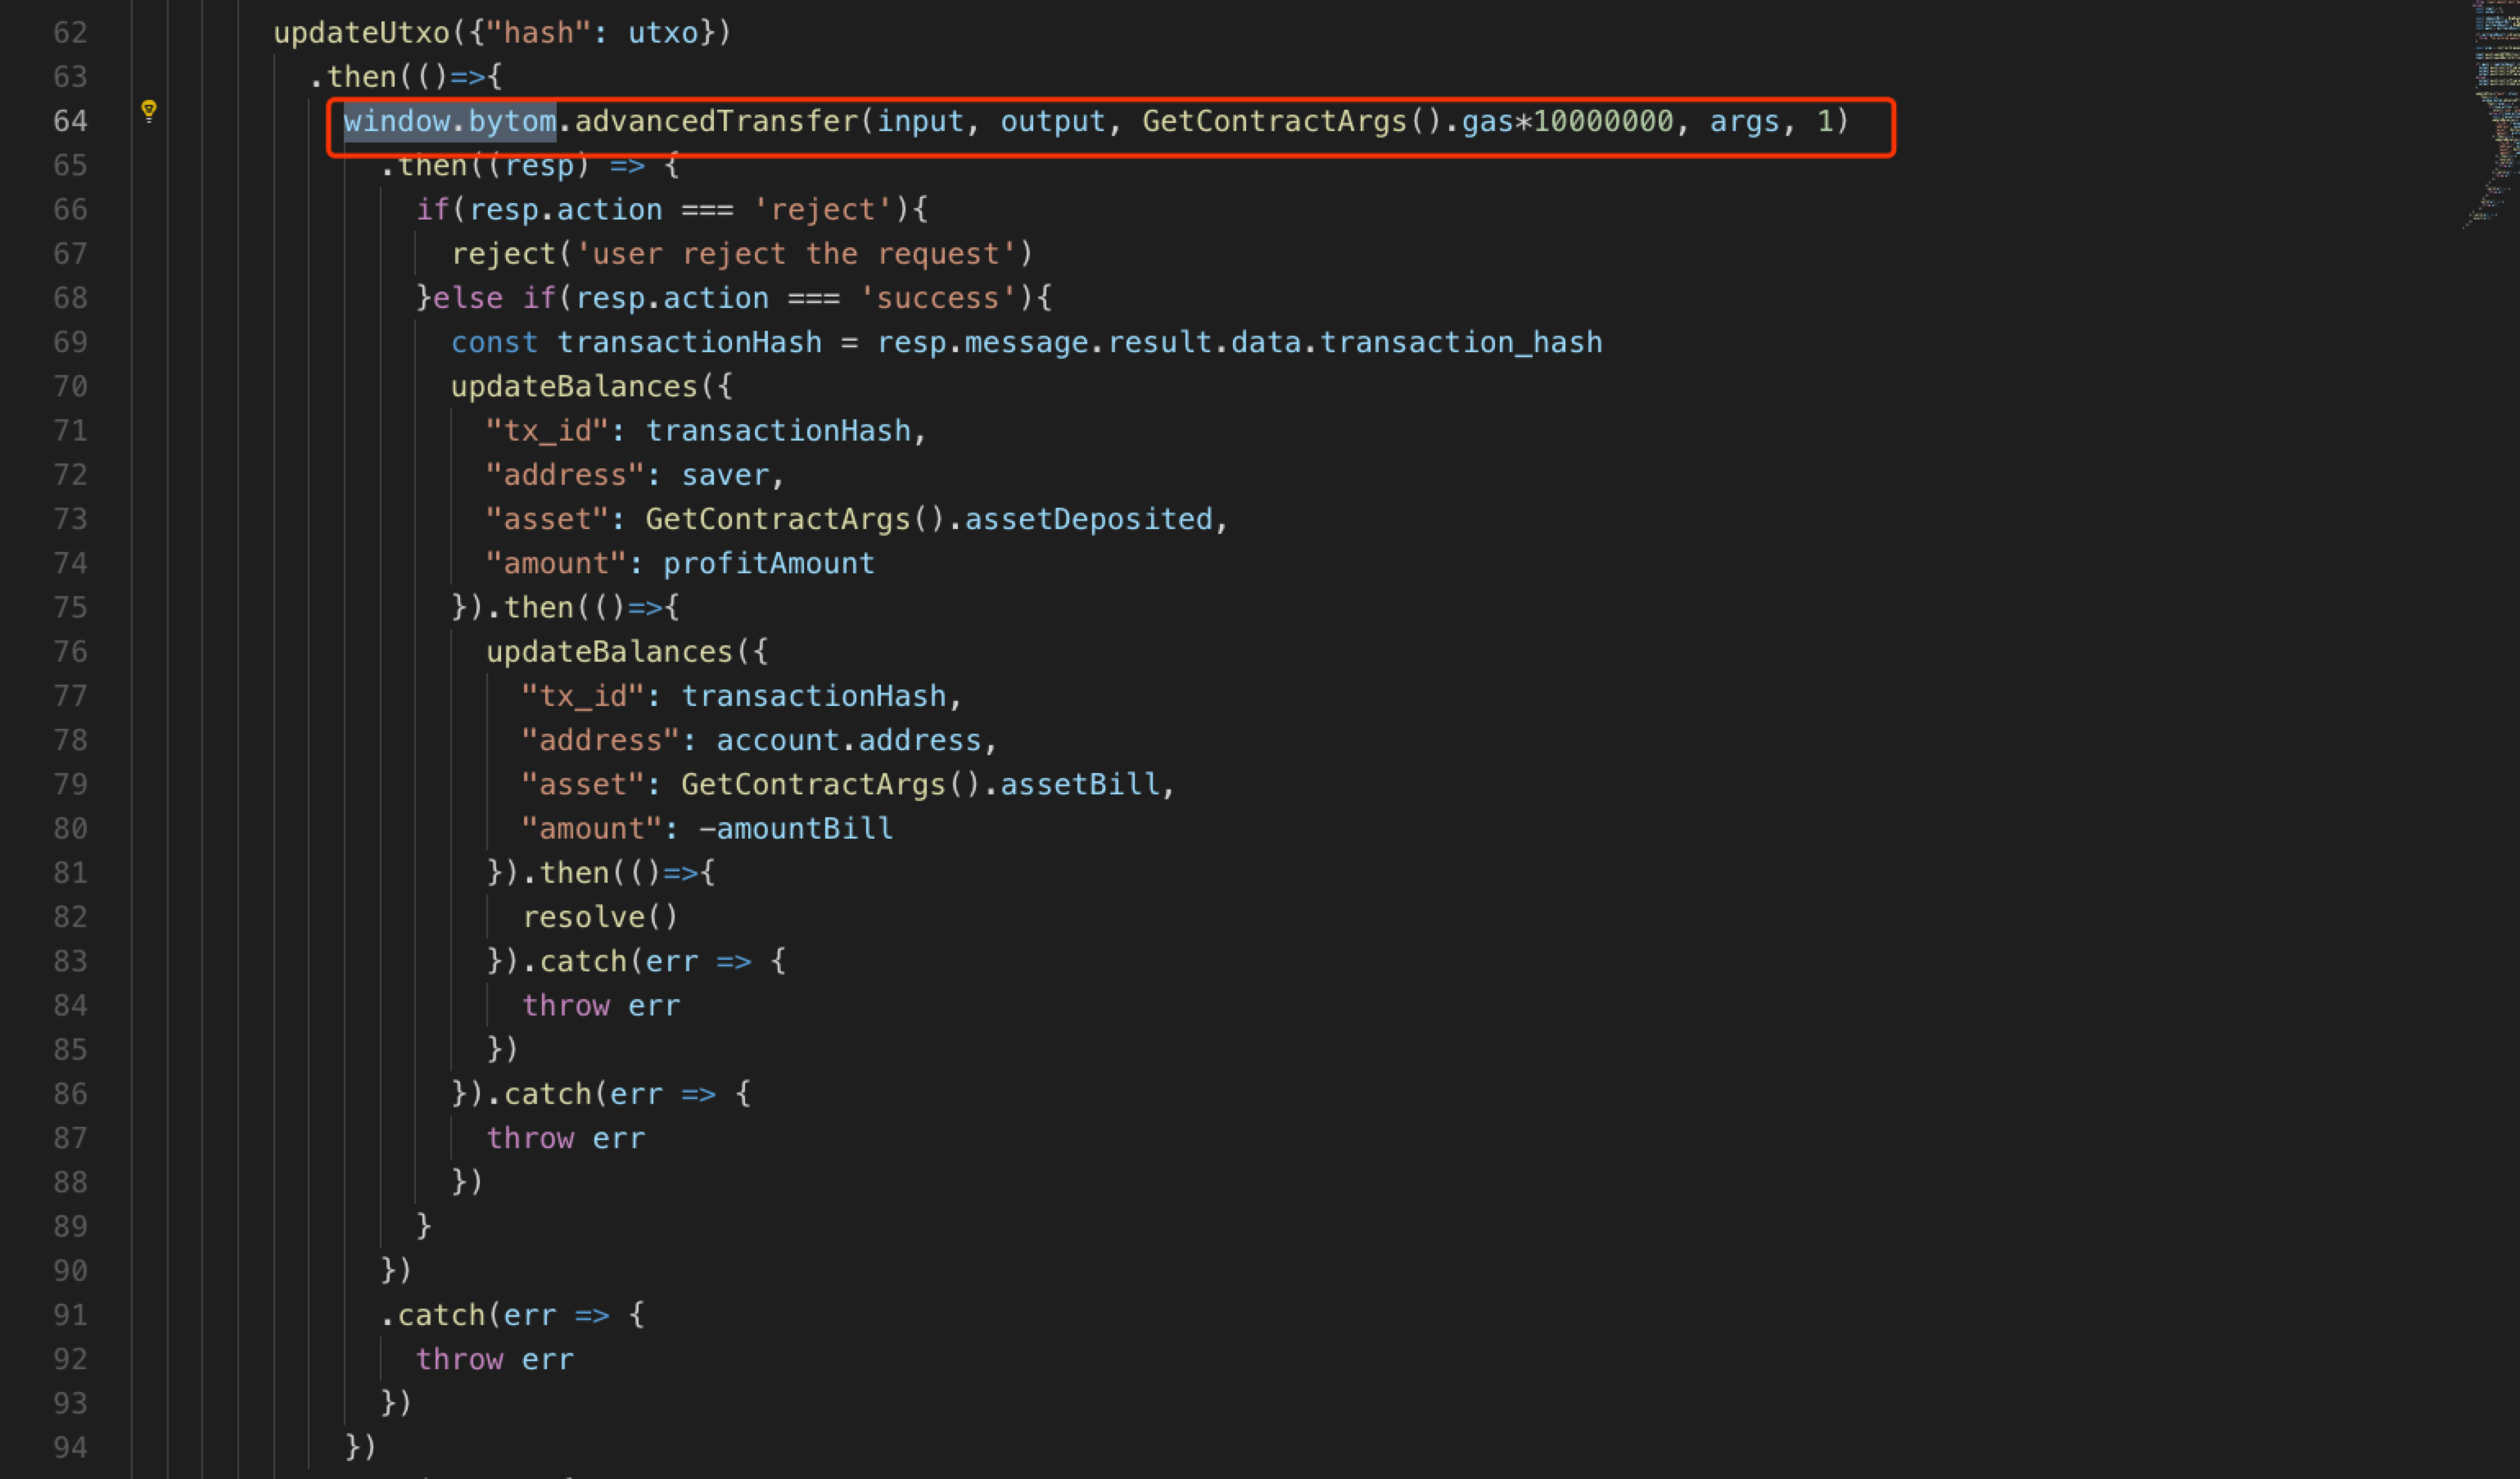 62 updateUtxo({"hash": utxo})
63 .then(()=>{
64 window.bytom.advancedTransfer(input, output, GetContractArgs().gas*10000000, args, 1)
65 .then((resp) => {
66 if(resp.action === 'reject'){
67 reject('user reject the request')
68 }else if(resp.action === 'success'){
69 const transactionHash = resp.message.result.data.transaction_hash
70 updateBalances({
71 "tx_id": transactionHash,
72 "address": saver,
73 "asset": GetContractArgs().assetDeposited,
74 "amount": profitAmount
75 }).then(()=>{
76 updateBalances({
77 "tx_id": transactionHash,
78 "address": account.address,
79 "asset": GetContractArgs().assetBill,
80 "amount": -amountBill
81 }).then(()=>{
82 resolve()
83 }).catch(err => {
84 throw err
85 })
86 }).catch(err => {
87 throw err
88 })
89 }
90 })
91 .catch(err => {
92 throw err
93 })
94 })